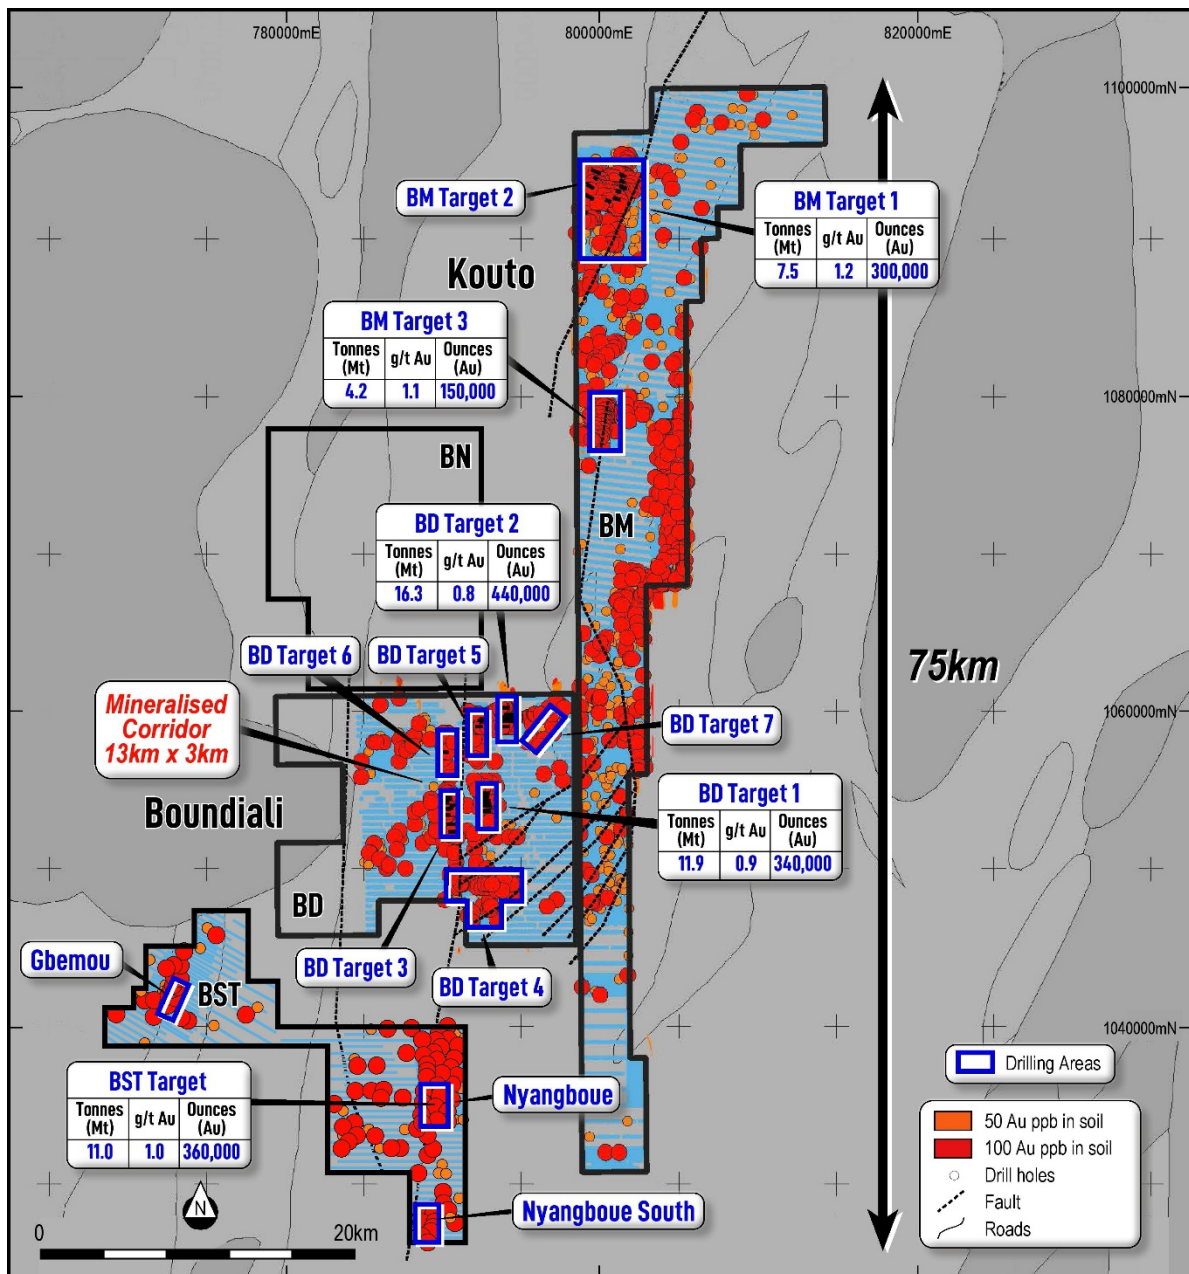 780000mE
800000mE
820000mE
1100000mN
BM Target 2
BM Target 1
Tonnes (Mt) g/t Au Ounces (Au)
7.5 1.2 300,000
Kouto
BM Target 3
Tonnes (Mt) g/t Au Ounces (Au)
4.2 1.1 150,000
1080000mN
BN
BD Target 2
Tonnes (Mt) g/t Au Ounces (Au)
16.3 0.8 440,000
BM
BD Target 6
BD Target 5
75km
Mineralised
Corridor
13km x 3km
BD Target 7
1060000mN
Boundiali
BD Target 1
Tonnes (Mt) g/t Au Ounces (Au)
11.9 0.9 340,000
BD
Gbemou
BST
BD Target 3
BD Target 4
1040000mN
BST Target
Tonnes (Mt) g/t Au Ounces (Au)
11.0 1.0 360,000
Nyangboue
Nyangboue South
N
0 20km
Drilling Areas
50 Au ppb in soil
100 Au ppb in soil
Drill holes
Fault
Roads